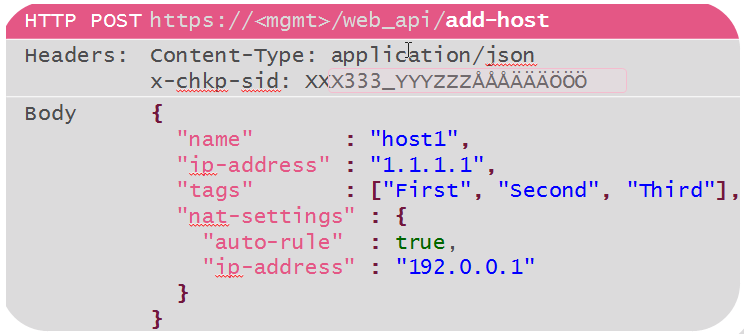 HTTP POST https://<mgmt>/web_api/add-host
Headers: Content-Type: application/json
x-chkp-sid: XXX333_YYYZZZÅÅÅÄÄÄÖÖÖ
Body {
"name" : "host1",
"ip-address" : "1.1.1.1",
"tags" : ["First", "Second", "Third"],
"nat-settings" : {
"auto-rule" : true,
"ip-address" : "192.0.0.1"
}
}